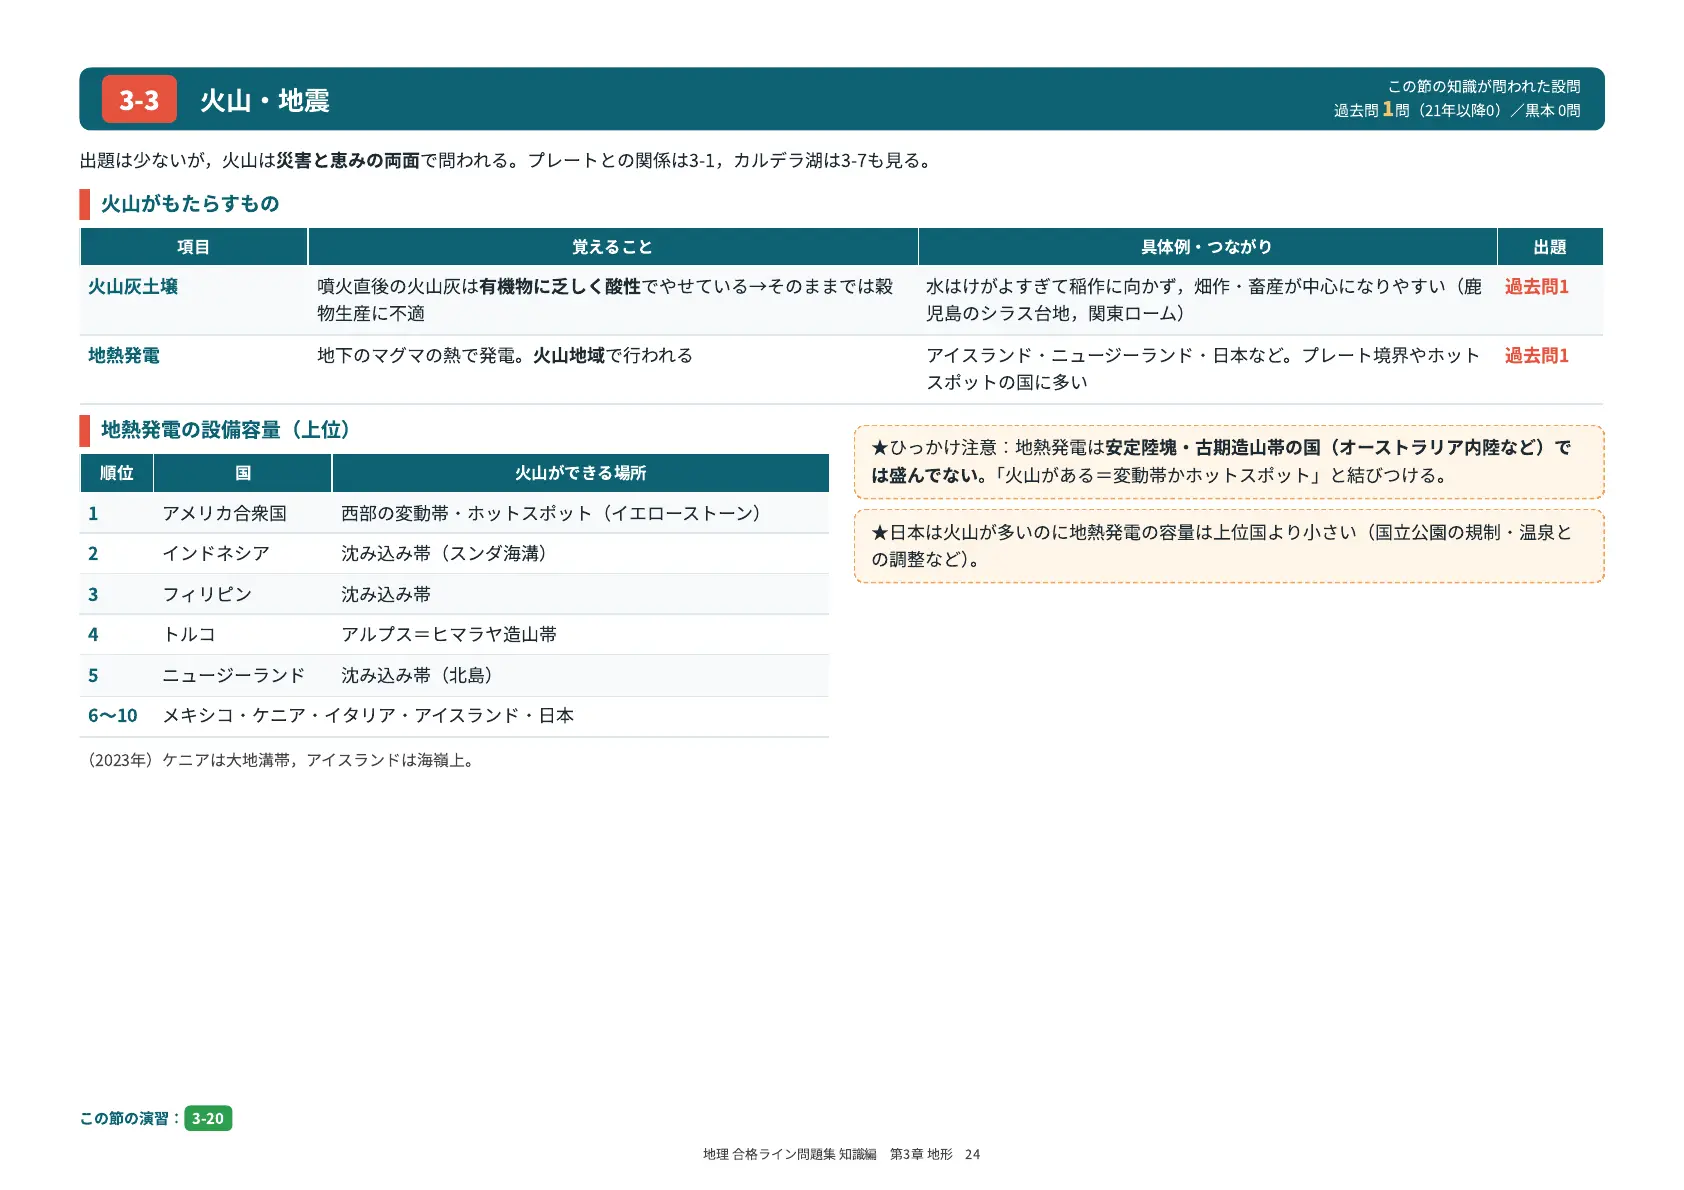 3-3 火山・地震
この節の知識が問われた設問
過去問 1問（21年以降0）／黒本 0問
出題は少ないが，火山は災害と恵みの両面で問われる。プレートとの関係は3-1，カルデラ湖は3-7も見る。
火山がもたらすもの
項目 覚えること 具体例・つながり 出題
火山灰土壌 噴火直後の火山灰は有機物に乏しく酸性でやせている→そのままでは穀 水はけがよすぎて稲作に向かず，畑作・畜産が中心になりやすい（鹿 過去問1
物生産に不適 児島のシラス台地，関東ローム）
地熱発電 地下のマグマの熱で発電。火山地域で行われる アイスランド・ニュージーランド・日本など。プレート境界やホット 過去問1
スポットの国に多い
地熱発電の設備容量（上位）
順位 国 火山ができる場所
1 アメリカ合衆国 西部の変動帯・ホットスポット（イエローストーン）
2 インドネシア 沈み込み帯（スンダ海溝）
3 フィリピン 沈み込み帯
4 トルコ アルプス＝ヒマラヤ造山帯
5 ニュージーランド 沈み込み帯（北島）
6～10 メキシコ・ケニア・イタリア・アイスランド・日本
（2023年）ケニアは大地溝帯，アイスランドは海嶺上。
★ひっかけ注意：地熱発電は安定陸塊・古期造山帯の国（オーストラリア内陸など）で
は盛んでない。「火山がある＝変動帯かホットスポット」と結びつける。
★日本は火山が多いのに地熱発電の容量は上位国より小さい（国立公園の規制・温泉と
の調整など）。
この節の演習： 3-20
地理 合格ライン問題集 知識編 第3章 地形 24